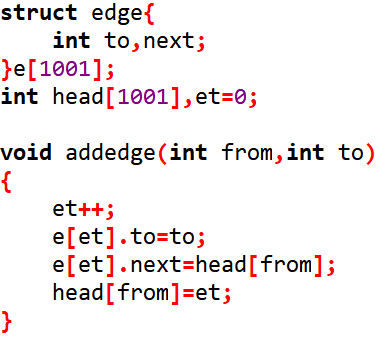 struct edge{
    int to,next;
}e[1001];
int head[1001],et=0;

void addedge(int from,int to)
{
    et++;
    e[et].to=to;
    e[et].next=head[from];
    head[from]=et;
}